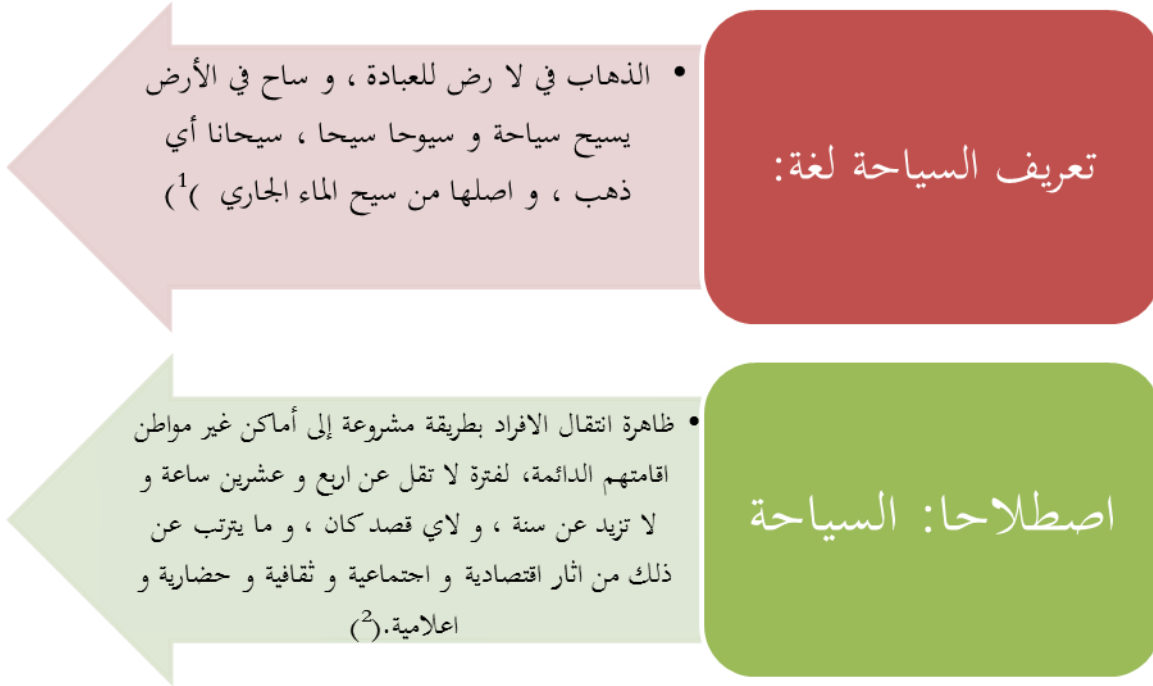 تعريف السياحة لغة:
• الذهاب في لا رض للعبادة ، و ساح في الأرض
يسيح سياحة و سيوحا سيحا ، سيحانا أي
ذهب ، و اصلها من سيح الماء الجاري )1(
اصطلاحا: السياحة
• ظاهرة انتقال الافراد بطريقة مشروعة إلى أماكن غير مواطن
اقامتهم الدائمة، لفترة لا تقل عن اربع و عشرين ساعة و
لا تزيد عن سنة ، و لاي قصد كان ، و ما يترتب عن
ذلك من اثار اقتصادية و اجتماعية و ثقافية و حضارية و
اعلامية.(2)